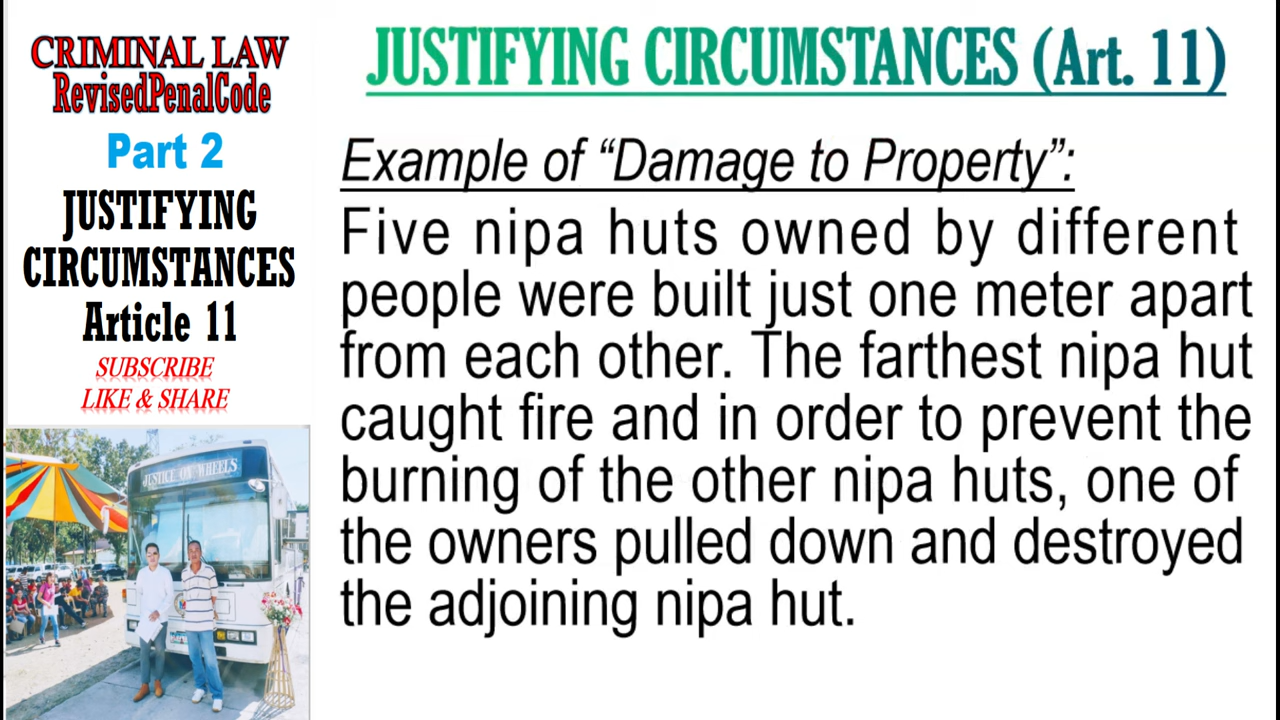 CRIMINAL LAW
RevisedPenalCode
Part 2
JUSTIFYING
CIRCUMSTANCES
Article 11
SUBSCRIBE
LIKE & SHARE
JUSTICE ON WHEELS
JUSTIFYING CIRCUMSTANCES (Art. 11)
Example of “Damage to Property”:
Five nipa huts owned by different
people were built just one meter apart
from each other. The farthest nipa hut
caught fire and in order to prevent the
burning of the other nipa huts, one of
the owners pulled down and destroyed
the adjoining nipa hut.